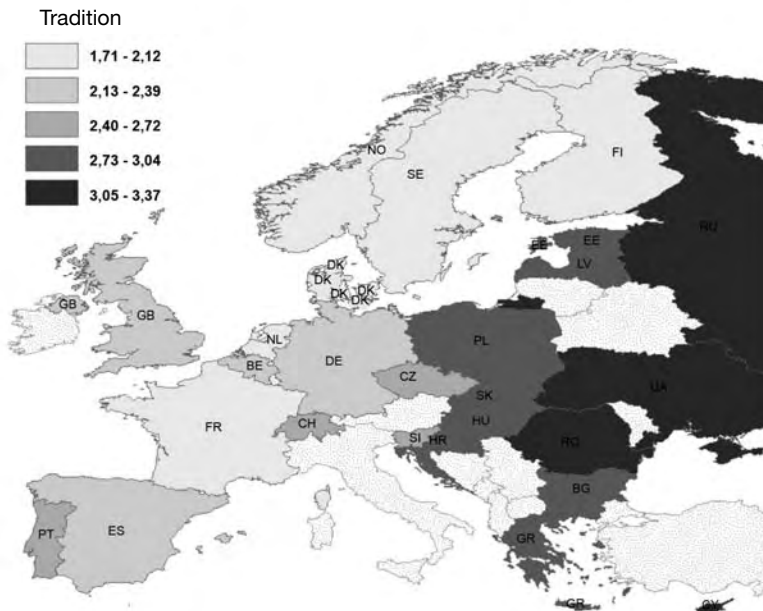 Tradition
1,71 - 2,12
2,13 - 2,39
2,40 - 2,72
2,73 - 3,04
3,05 - 3,37
NO
SE
FI
RU
EE
EE
LV
DK
DK
DK
DK
DK
GB
GB
NL
BE
DE
PL
CZ
SK
UA
FR
CH
SI
HR
HU
RO
BG
PT
ES
GR
GR
CY